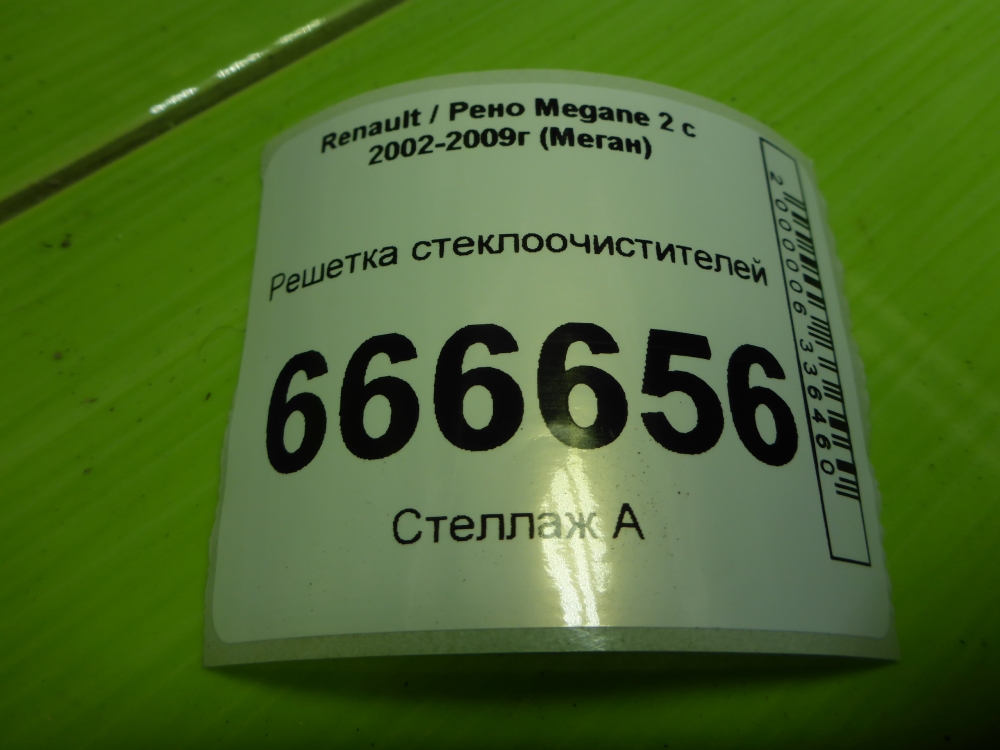 Renault / Рено Megane 2 с
2002-2009г (Меган)
Решетка стеклоочистителей
666656
Стеллаж А
2000006336460